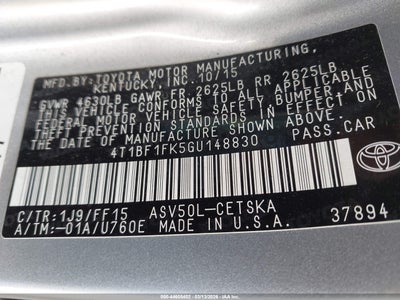 MFD. BY: TOYOTA MOTOR MANUFACTURING,
KENTUCKY, INC. 10/15
GVWR 4630LB GAWR FR 2625LB RR 2625LB
THIS VEHICLE CONFORMS TO ALL APPLICABLE
FEDERAL MOTOR VEHICLE SAFETY, BUMPER, AND
THEFT PREVENTION STANDARDS IN EFFECT ON
THE DATE OF MANUFACTURE SHOWN ABOVE.
4T1BF1FK5GU148830 PASS.CAR
TOYOTA
C/TR:1J9/FF15 ASV50L-CETSKA
A/TM:-01A/U760E MADE IN U.S.A. 37894